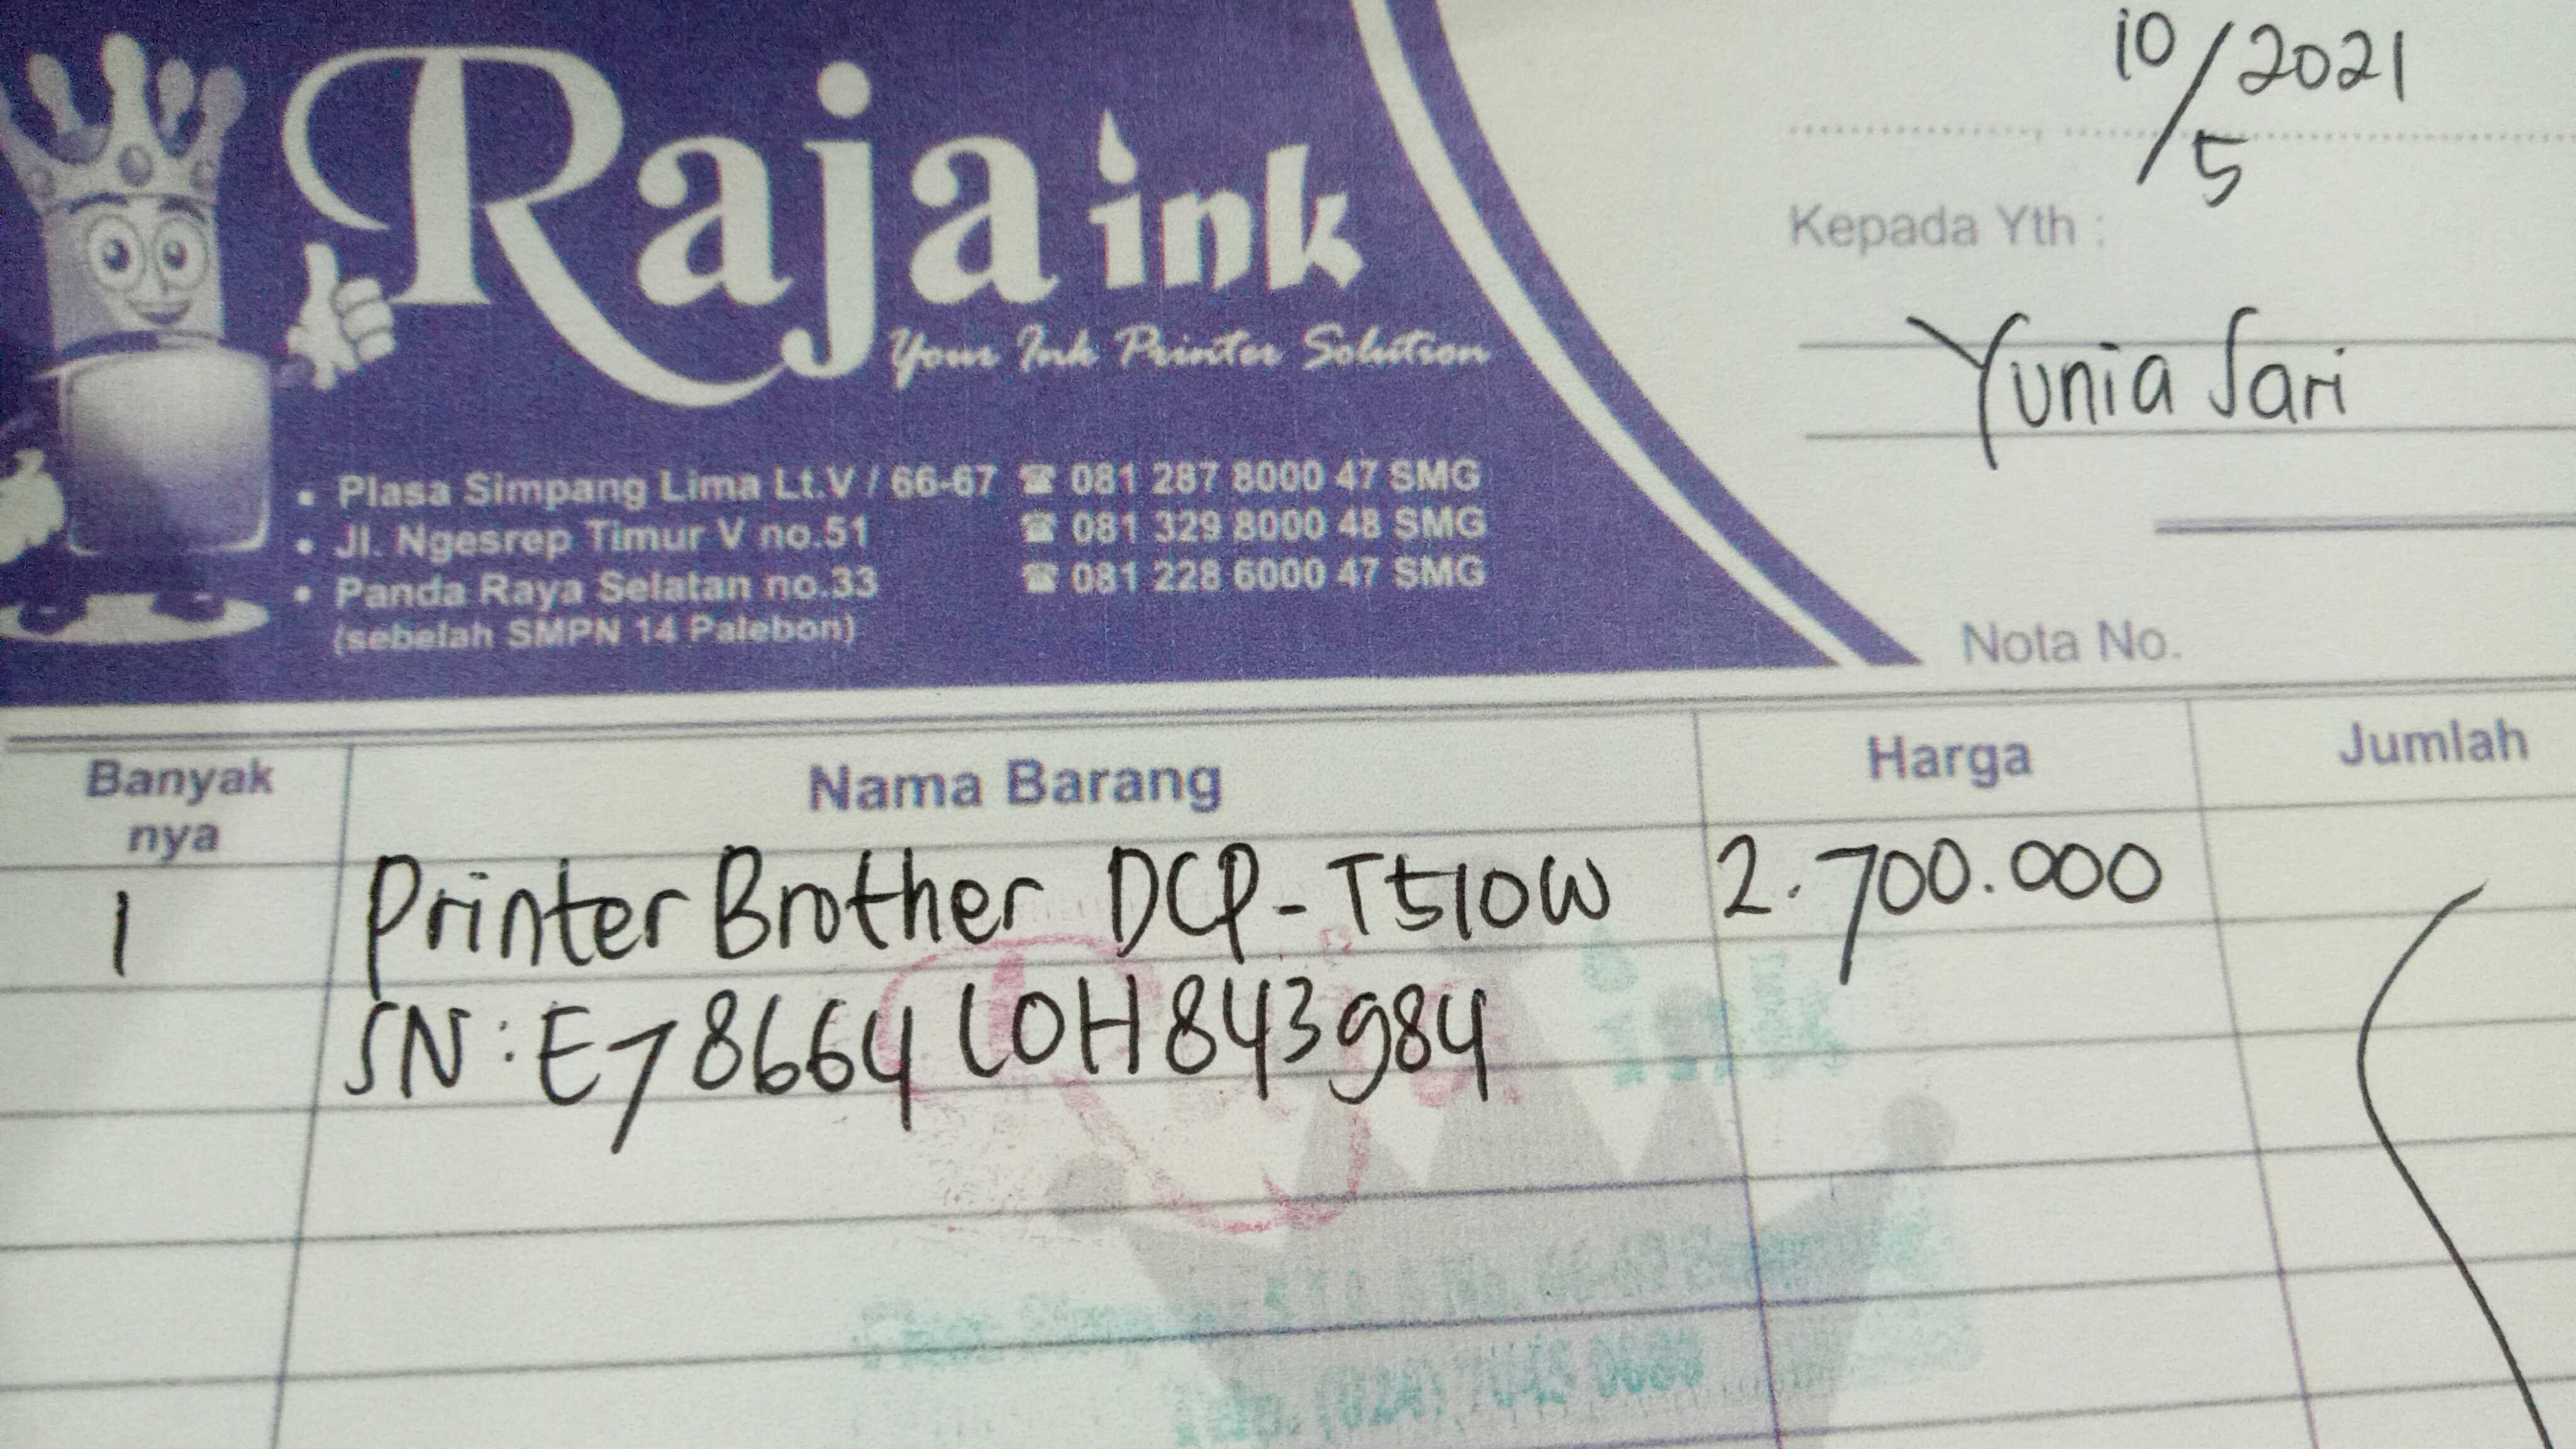 Raja ink
Your Ink Printer Solution
• Plasa Simpang Lima Lt.V / 66-67 ☎ 081 287 8000 47 SMG
• Jl. Ngesrep Timur V no.51 ☎ 081 329 8000 48 SMG
• Panda Raya Selatan no.33 ☎ 081 228 6000 47 SMG
(sebelah SMPN 14 Palebon)
10/5 2021
Kepada Yth :
Yunia Sari
Nota No.
Banyak nya Nama Barang Harga Jumlah
1 Printer Brother DCP-T510W 2.700.000
SN: E78664 L0H843984